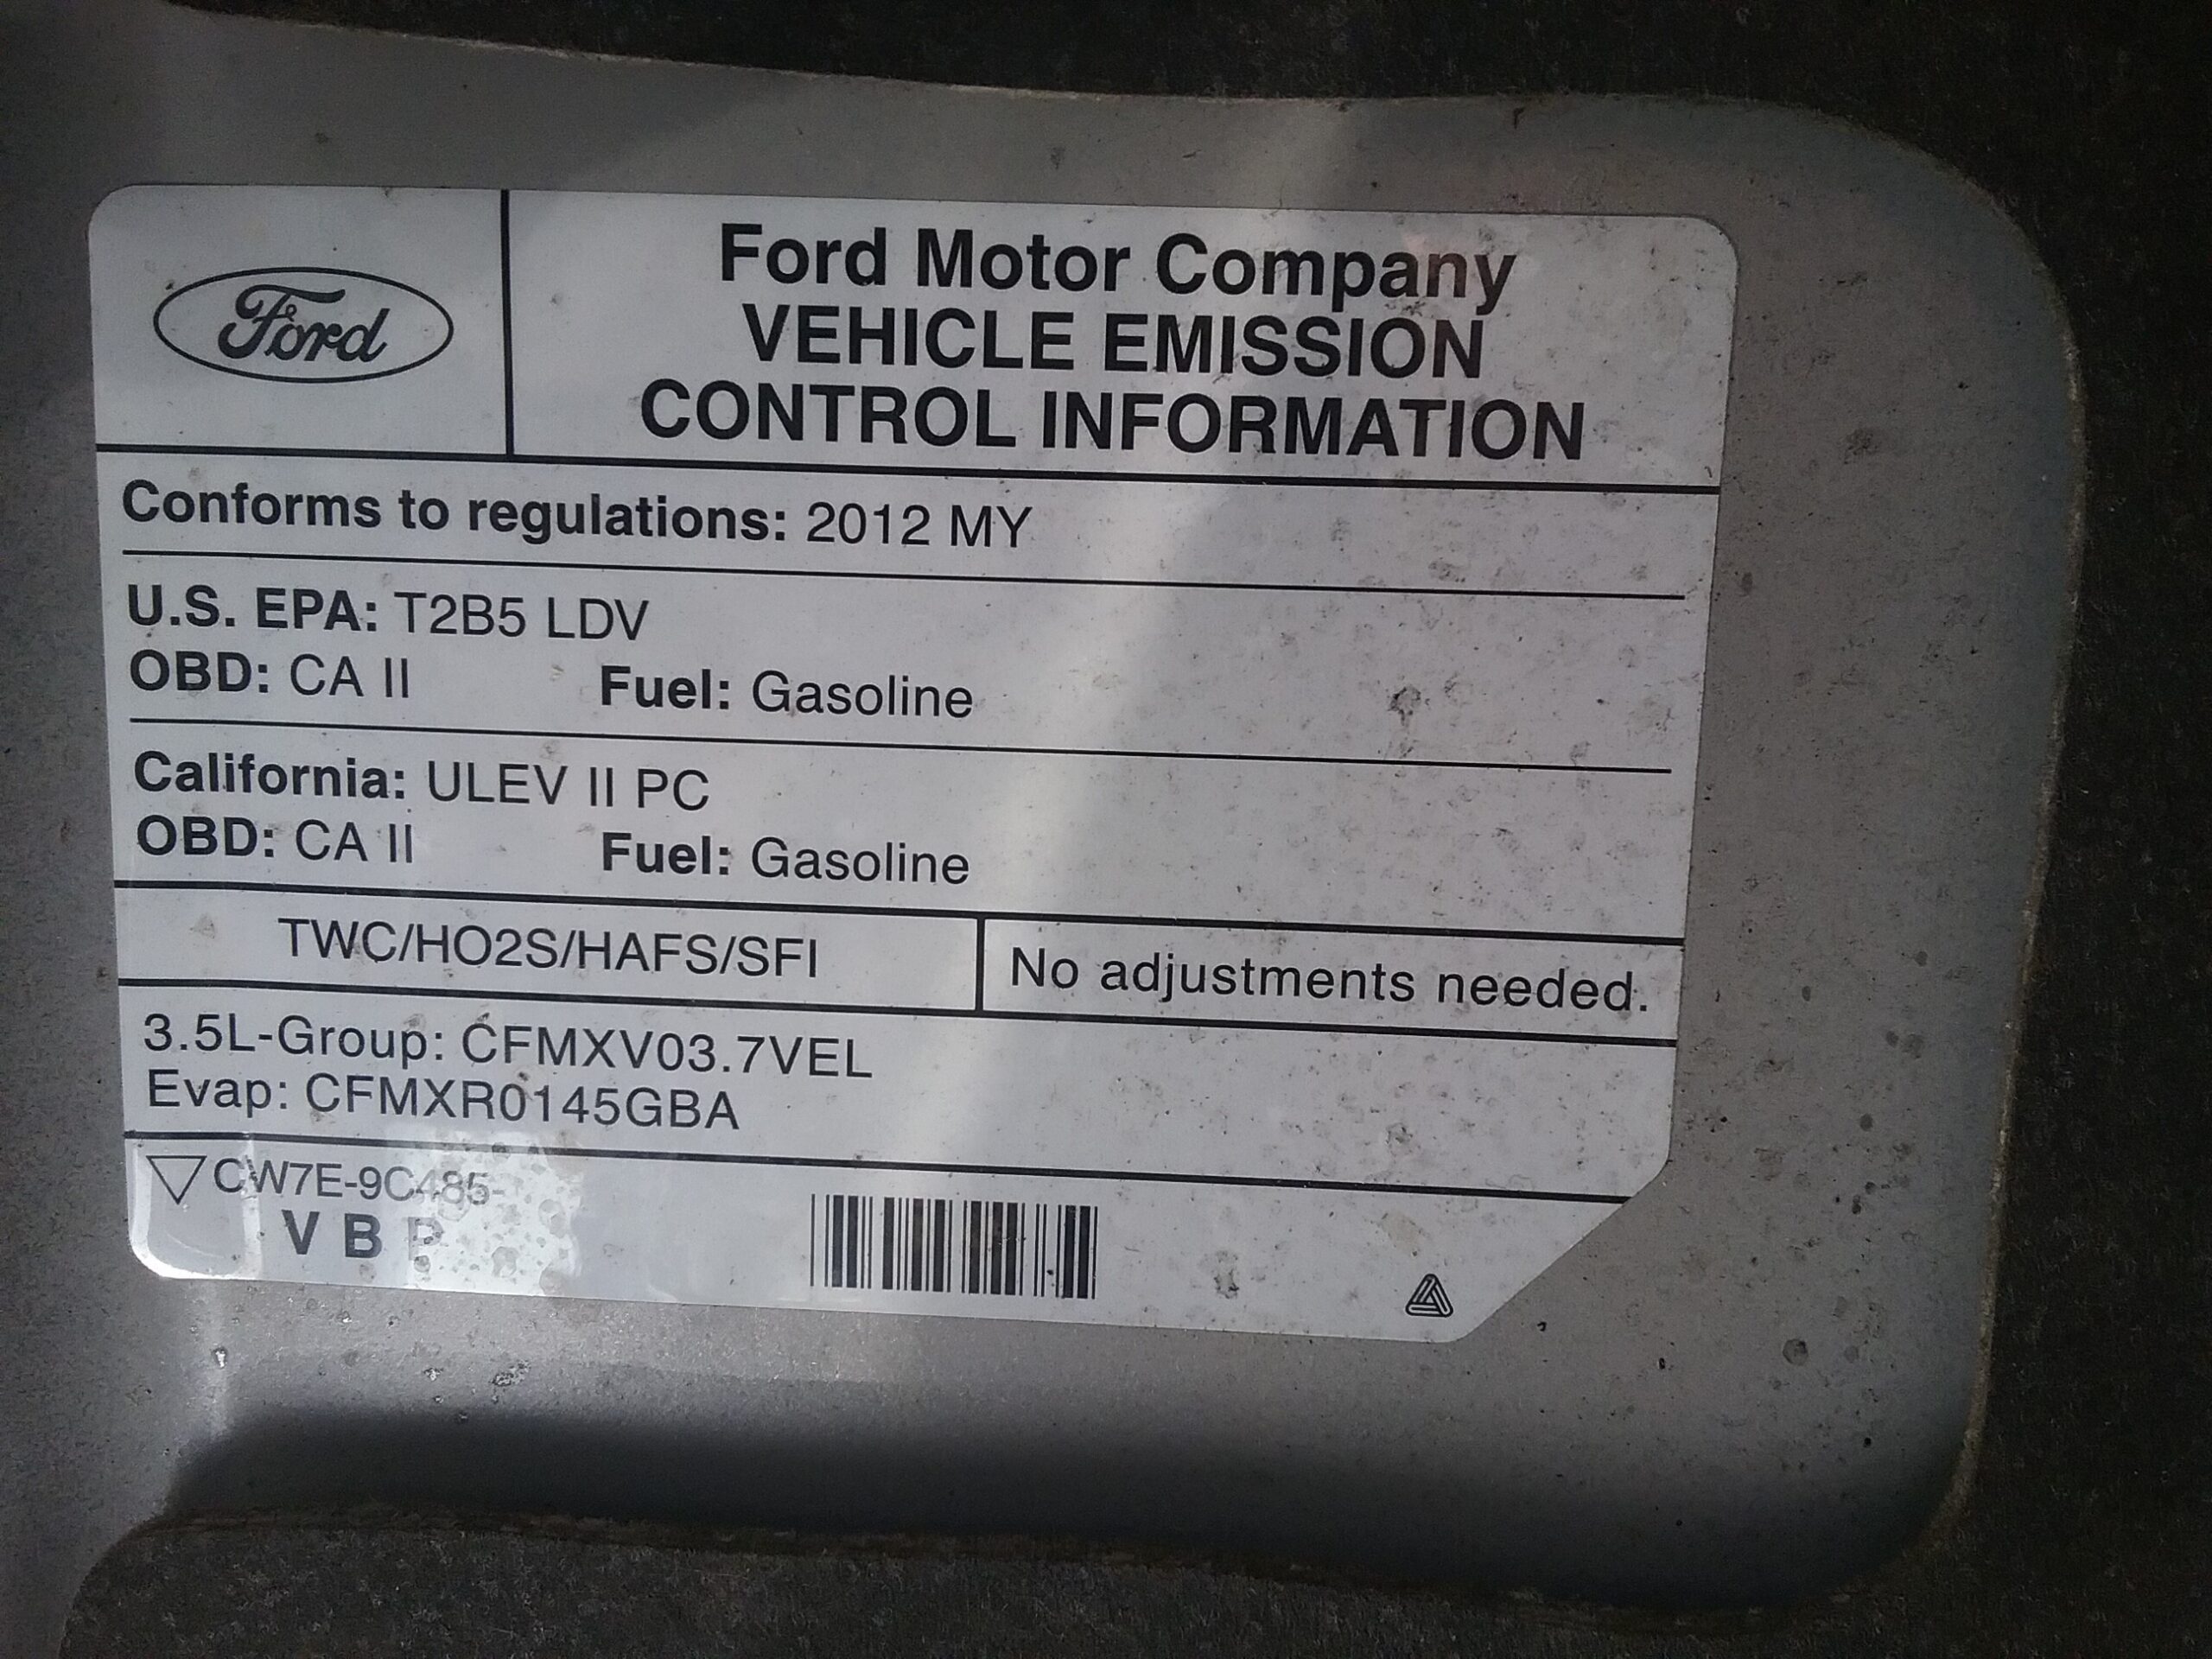 Ford
Ford Motor Company
VEHICLE EMISSION
CONTROL INFORMATION
Conforms to regulations: 2012 MY
U.S. EPA: T2B5 LDV
OBD: CA II Fuel: Gasoline
California: ULEV II PC
OBD: CA II Fuel: Gasoline
TWC/HO2S/HAFS/SFI
No adjustments needed.
3.5L-Group: CFMXV03.7VEL
Evap: CFMXR0145GBA
CW7E-9C485-
V B P